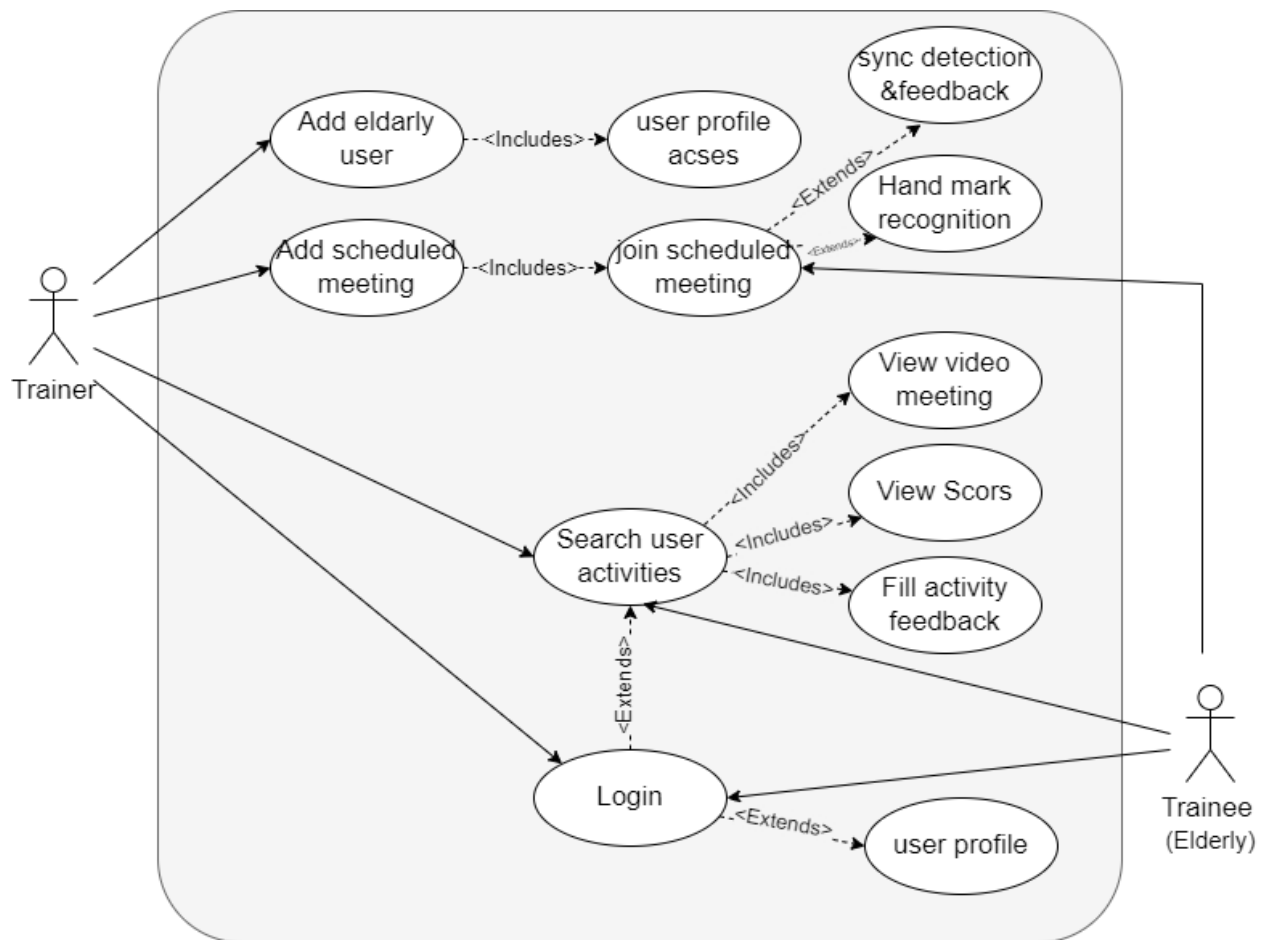 sync detection
&feedback
Add eldarly
user
<Includes>
user profile
acses
<Extends>
Hand mark
recognition
<Extends>
Add scheduled
meeting
<Includes>
join scheduled
meeting
Trainer
View video
meeting
<Includes>
View Scors
<Includes>
Search user
activities
<Includes>
Fill activity
feedback
<Extends>
Login
<Extends>
user profile
Trainee
(Elderly)